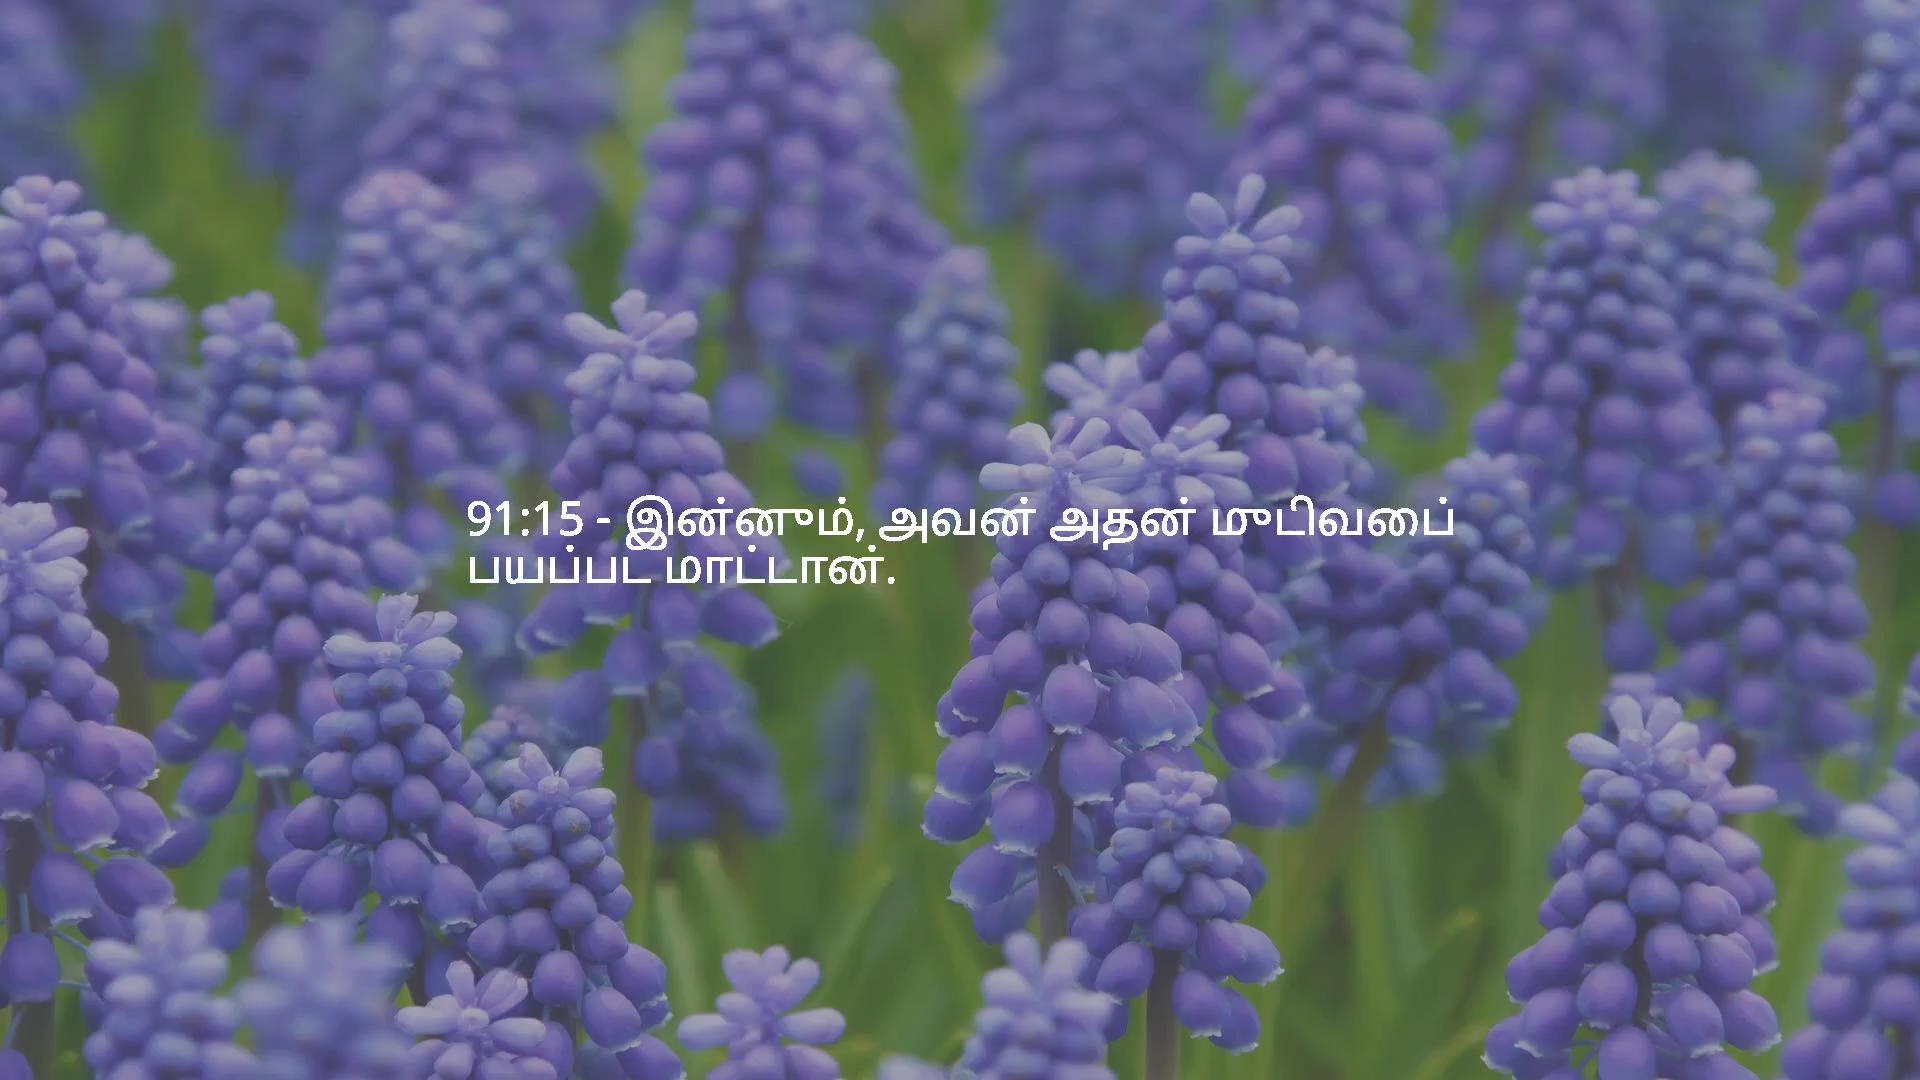 91:15 - இன்னும், அவன் அதன் முடிவைப்
பயப்பட மாட்டான்.